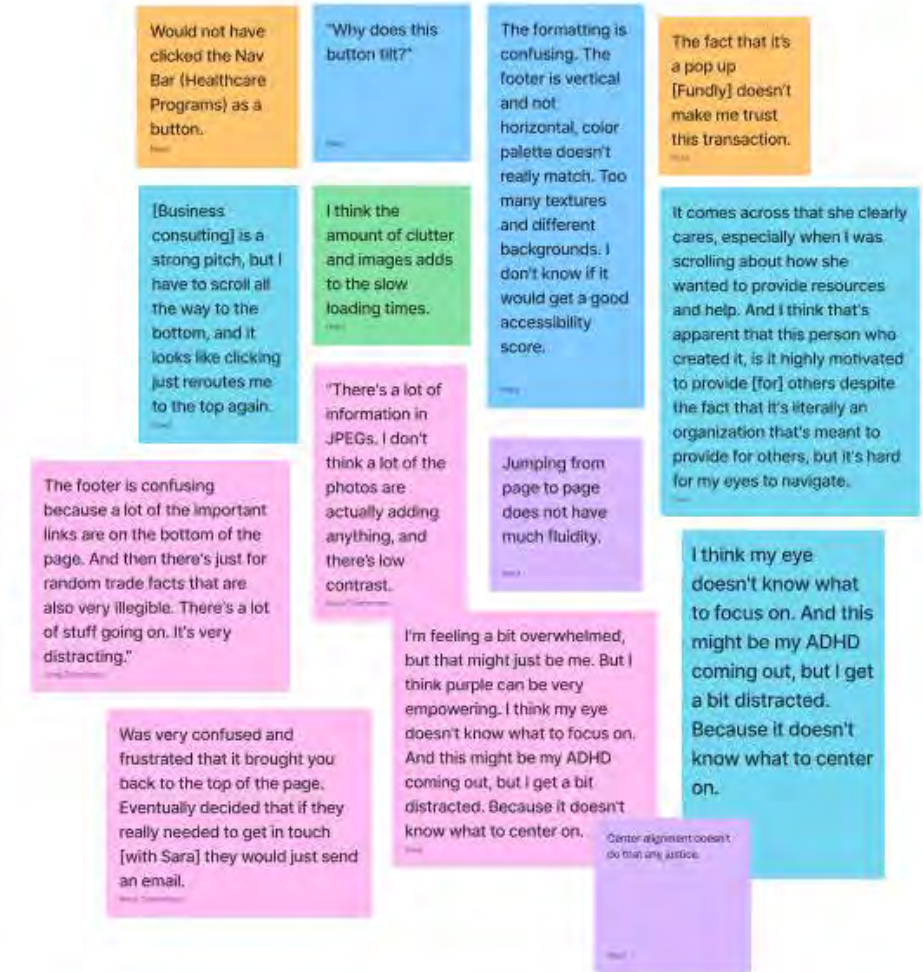 Would not have
clicked the Nav
Bar (Healthcare
Programs) as a
button.
"Why does this
button tilt?"
The formatting is
confusing. The
footer is vertical
and not
horizontal, color
palette doesn't
really match. Too
many textures
and different
backgrounds. I
don't know if it
would get a good
accessibility
score.
The fact that it's
a pop up
[Fundly] doesn't
make me trust
this transaction.
[Business
consulting] is a
strong pitch, but I
have to scroll all
the way to the
bottom, and it
looks like clicking
just reroutes me
to the top again.
I think the
amount of clutter
and images adds
to the slow
loading times.
It comes across that she clearly
cares, especially when I was
scrolling about how she
wanted to provide resources
and help. And I think that's
apparent that this person who
created it, is it highly motivated
to provide [for] others despite
the fact that it's literally an
organization that's meant to
provide for others, but it's hard
for my eyes to navigate.
"There's a lot of
information in
JPEGs. I don't
think a lot of the
photos are
actually adding
anything, and
there's low
contrast.
Jumping from
page to page
does not have
much fluidity.
The footer is confusing
because a lot of the important
links are on the bottom of the
page. And then there's just for
random trade facts that are
also very illegible. There's a lot
of stuff going on. It's very
distracting."
I think my eye
doesn't know what
to focus on. And this
might be my ADHD
coming out, but I get
a bit distracted.
Because it doesn't
know what to center
on.
I'm feeling a bit overwhelmed,
but that might just be me. But I
think purple can be very
empowering. I think my eye
doesn't know what to focus on.
And this might be my ADHD
coming out, but I get a bit
distracted. Because it doesn't
know what to center on.
Was very confused and
frustrated that it brought you
back to the top of the page.
Eventually decided that if they
really needed to get in touch
[with Sara] they would just send
an email.
Center alignment doesn't
do that any justice.